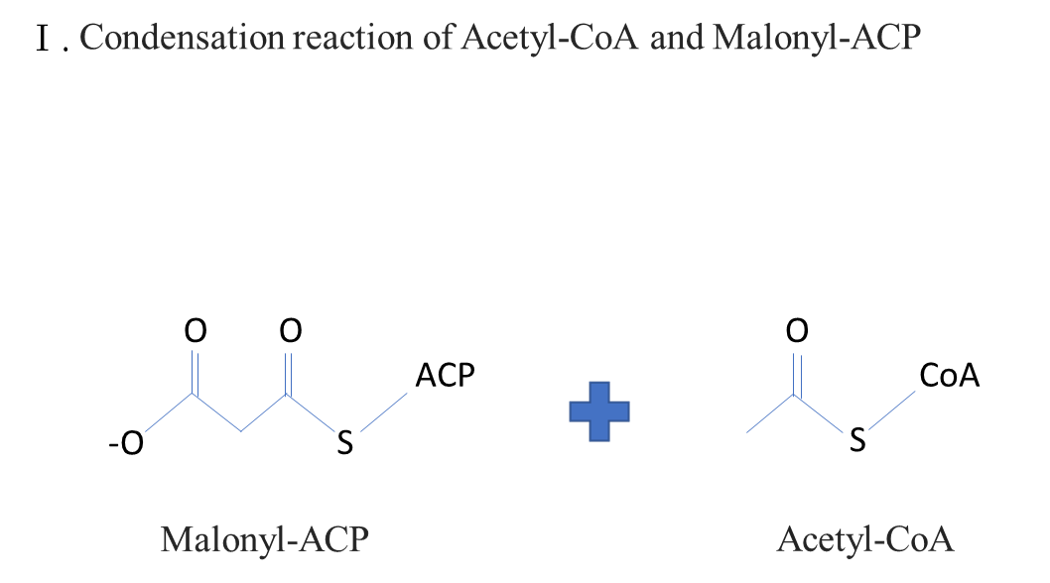 Ⅰ. Condensation reaction of Acetyl-CoA and Malonyl-ACP
O O O
ACP CoA
-O S S
Malonyl-ACP Acetyl-CoA